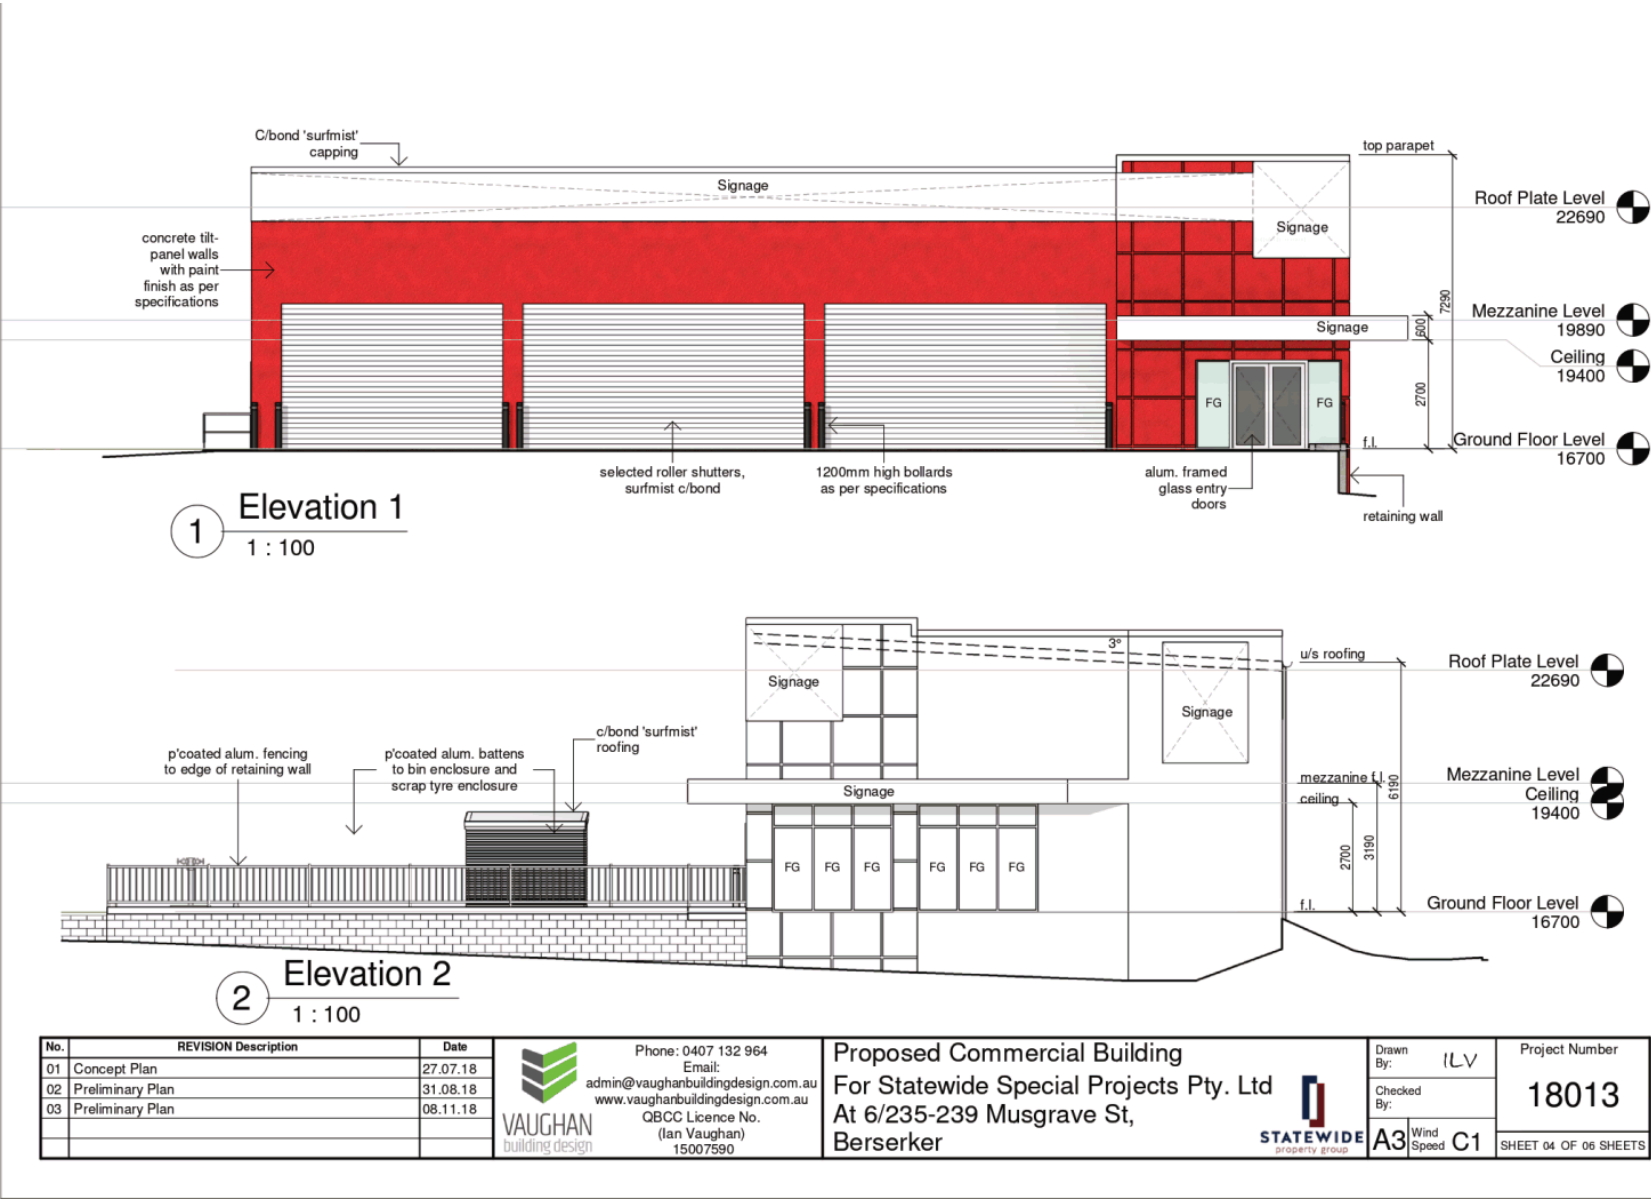 C/bond 'surfmist'
capping
top parapet
Signage
Roof Plate Level
22690
Signage
concrete tilt-
panel walls
with paint
finish as per
specifications
7290
Mezzanine Level
19890
600
Signage
Ceiling
19400
2700
FG
FG
f.l.
Ground Floor Level
16700
selected roller shutters,
surfmist c/bond
1200mm high bollards
as per specifications
alum. framed
glass entry
doors
retaining wall
1
Elevation 1
1 : 100
3°
u/s roofing
Roof Plate Level
22690
Signage
Signage
c/bond 'surfmist'
roofing
p'coated alum. fencing
to edge of retaining wall
p'coated alum. battens
to bin enclosure and
scrap tyre enclosure
mezzanine f.l.
6190
Mezzanine Level
Signage
ceiling
Ceiling
19400
2700
3190
FG
FG
FG
FG
FG
FG
f.l.
Ground Floor Level
16700
2
Elevation 2
1 : 100
No.
REVISION Description
Date
01
Concept Plan
27.07.18
02
Preliminary Plan
31.08.18
03
Preliminary Plan
08.11.18
VAUGHAN
building design
Phone: 0407 132 964
Email:
admin@vaughanbuildingdesign.com.au
www.vaughanbuildingdesign.com.au
QBCC Licence No.
(Ian Vaughan)
15007590
Proposed Commercial Building
For Statewide Special Projects Pty. Ltd
At 6/235-239 Musgrave St,
Berserker
STATEWIDE
property group
Drawn
By:
ILV
Checked
By:
A3
Wind
Speed
C1
Project Number
18013
SHEET 04 OF 06 SHEETS